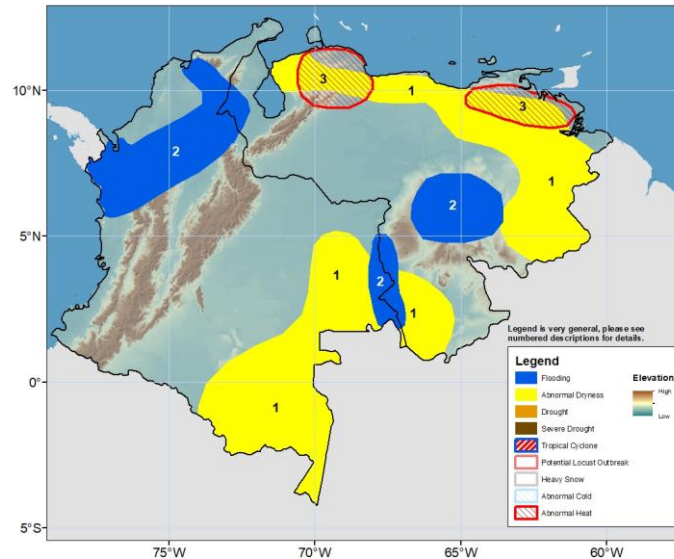 10°N
5°N
0°
5°S
75°W
70°W
65°W
60°W
3
1
3
2
1
2
1
2
1
1
Legend is very general, please see
numbered descriptions for details.
Legend
Flooding
Abnormal Dryness
Drought
Severe Drought
Tropical Cyclone
Potential Locust Outbreak
Heavy Snow
Abnormal Cold
Abnormal Heat
Elevation
High
Low